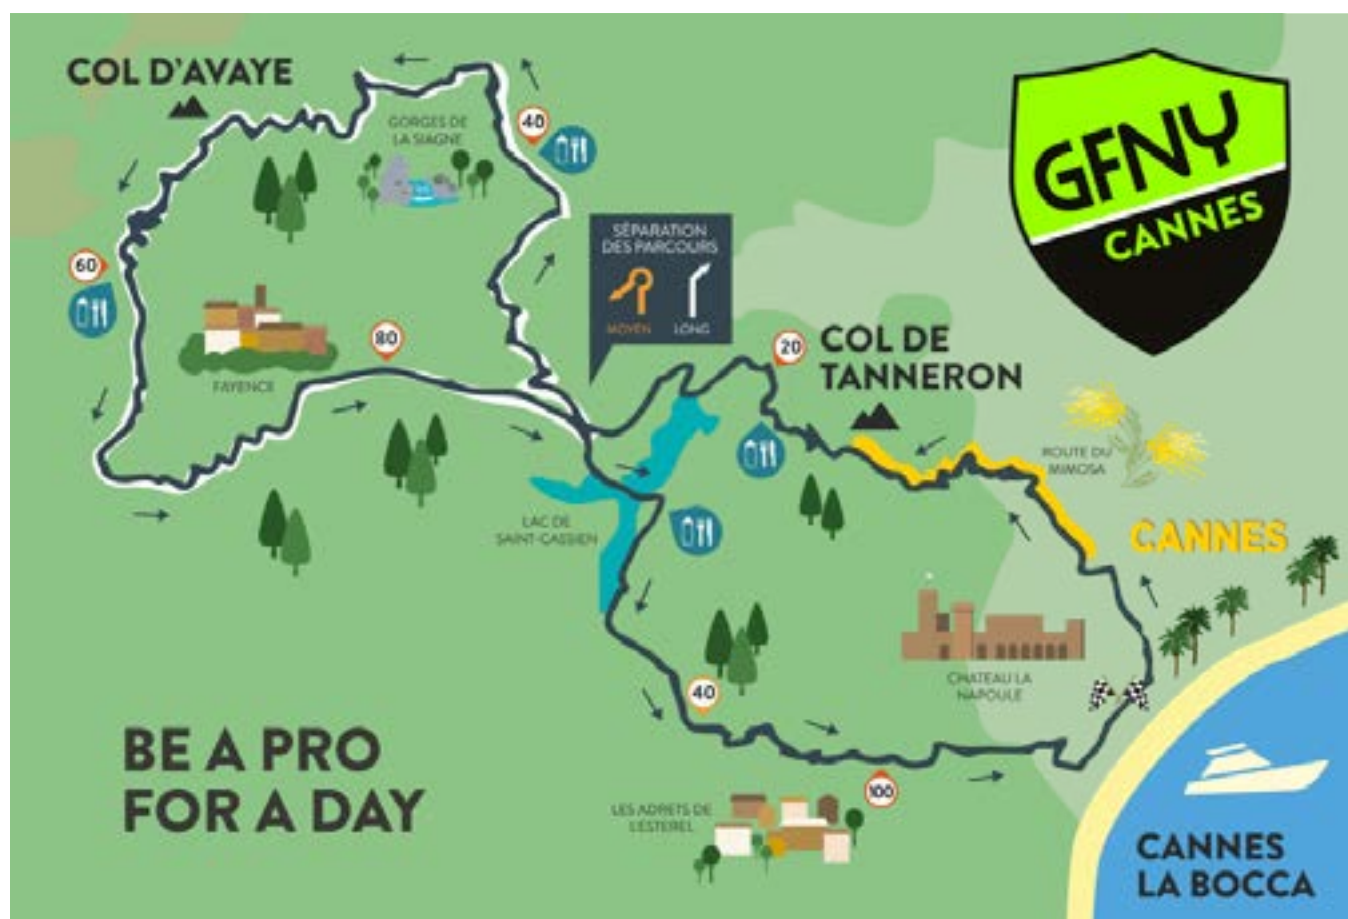 COL D'AVAYE
GORGES DE
LA SIAGNE
40
GFNY
CANNES
SÉPARATION
DES PARCOURS
MOYEN
LONG
60
80
FAYENCE
20
COL DE
TANNERON
ROUTE DU
MIMOSA
CANNES
LAC DE
SAINT-CASSIEN
CHATEAU LA
NAPOULE
40
BE A PRO
FOR A DAY
100
LES ADRETS DE
L'ESTEREL
CANNES
LA BOCCA